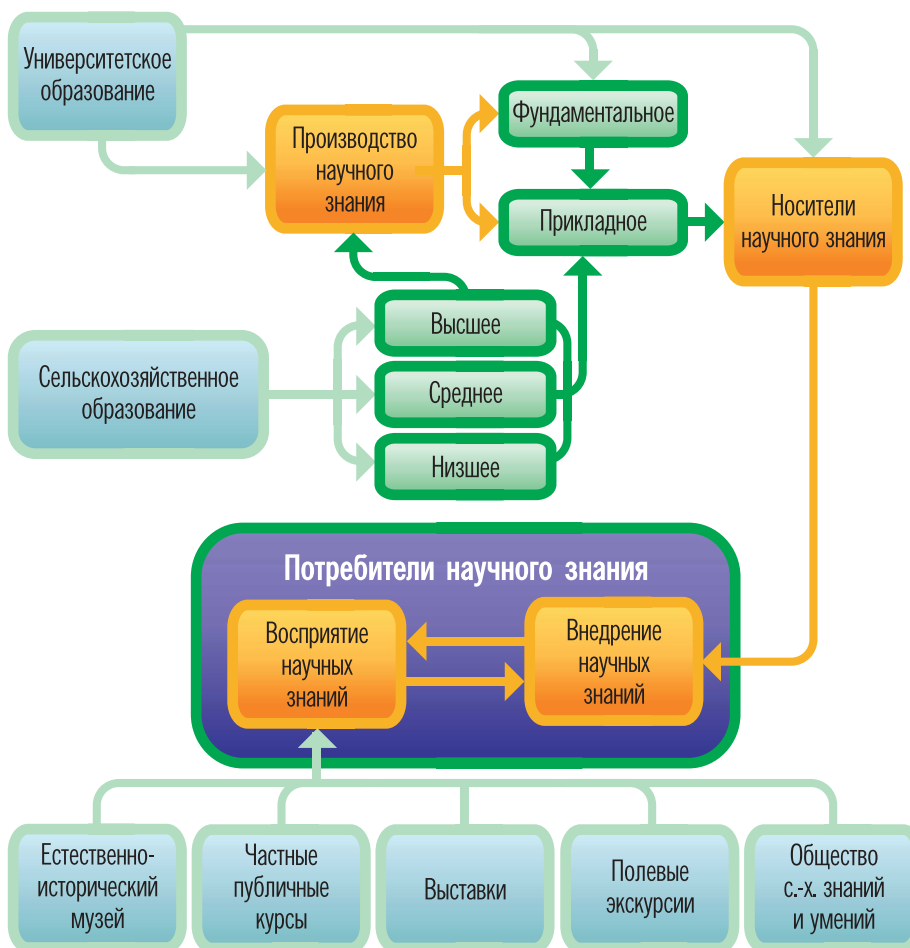 Университетское
образование
Фундаментальное
Производство
научного
знания
Прикладное
Носители
научного знания
Высшее
Сельскохозяйственное
образование
Среднее
Низшее
Потребители научного знания
Восприятие
научных
знаний
Внедрение
научных
знаний
Естественно-
исторический
музей
Частные
публичные
курсы
Выставки
Полевые
экскурсии
Общество
с.-х. знаний
и умений